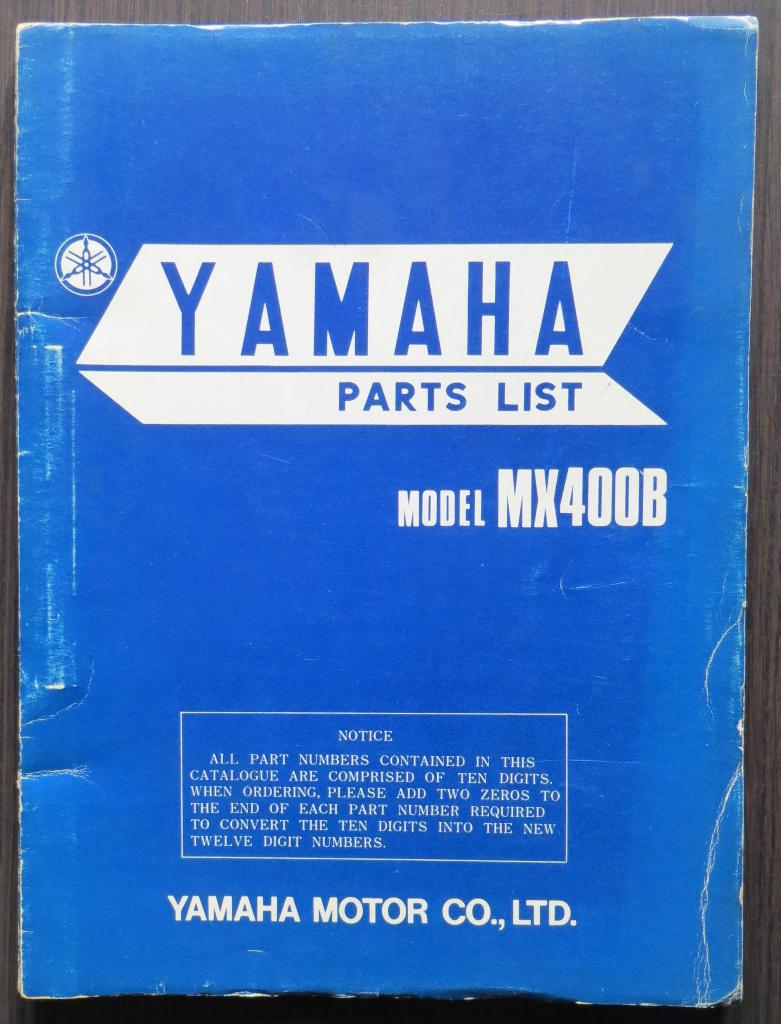 YAMAHA
PARTS LIST
MODEL MX400B
NOTICE
ALL PART NUMBERS CONTAINED IN THIS
CATALOGUE ARE COMPRISED OF TEN DIGITS.
WHEN ORDERING, PLEASE ADD TWO ZEROS TO
THE END OF EACH PART NUMBER REQUIRED
TO CONVERT THE TEN DIGITS INTO THE NEW
TWELVE DIGIT NUMBERS.
YAMAHA MOTOR CO., LTD.